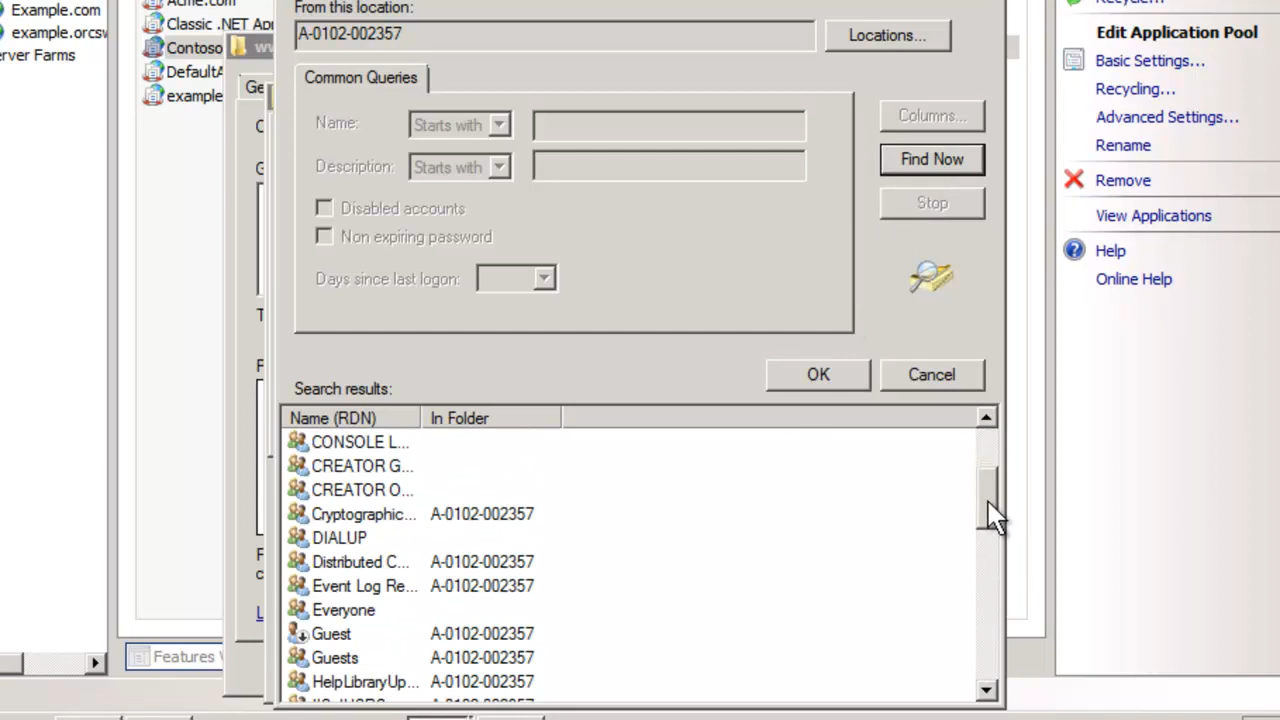 Example.com
example.orcsw
erver Farms
Acme.com
Classic .NET Ap
Contoso
DefaultA
example
Ge
From this location:
A-0102-002357
Locations...
Common Queries
Name:
Starts with
Description:
Starts with
Disabled accounts
Non expiring password
Days since last logon:
Columns...
Find Now
Stop
OK
Cancel
Search results:
Name (RDN)
In Folder
CONSOLE L...
CREATOR G...
CREATOR O...
Cryptographic... A-0102-002357
DIALUP
Distributed C... A-0102-002357
Event Log Re... A-0102-002357
Everyone
Guest A-0102-002357
Guests A-0102-002357
HelpLibraryUp... A-0102-002357
Features V
Edit Application Pool
Basic Settings...
Recycling...
Advanced Settings...
Rename
Remove
View Applications
Help
Online Help